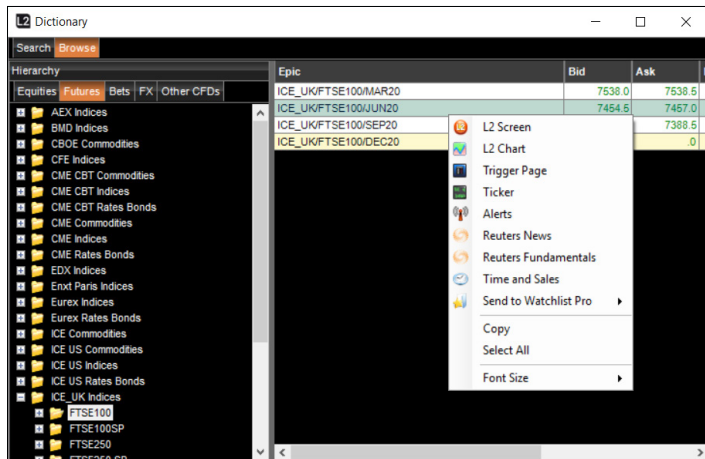 L2 Dictionary
Search Browse
Hierarchy
Equities Futures Bets FX Other CFDs
AEX Indices
BMD Indices
CBOE Commodities
CFE Indices
CME CBT Commodities
CME CBT Indices
CME CBT Rates Bonds
CME Commodities
CME Indices
CME Rates Bonds
EDX Indices
Enxt Paris Indices
Eurex Indices
Eurex Rates Bonds
ICE Commodities
ICE US Commodities
ICE US Indices
ICE US Rates Bonds
ICE_UK Indices
FTSE100
FTSE100SP
FTSE250
FTSE250 SP
Epic Bid Ask
ICE_UK/FTSE100/MAR20 7538.0 7538.5
ICE_UK/FTSE100/JUN20 7454.5 7457.0
ICE_UK/FTSE100/SEP20 7388.5
ICE_UK/FTSE100/DEC20 .0
L2 Screen
L2 Chart
Trigger Page
Ticker
Alerts
Reuters News
Reuters Fundamentals
Time and Sales
Send to Watchlist Pro
Copy
Select All
Font Size